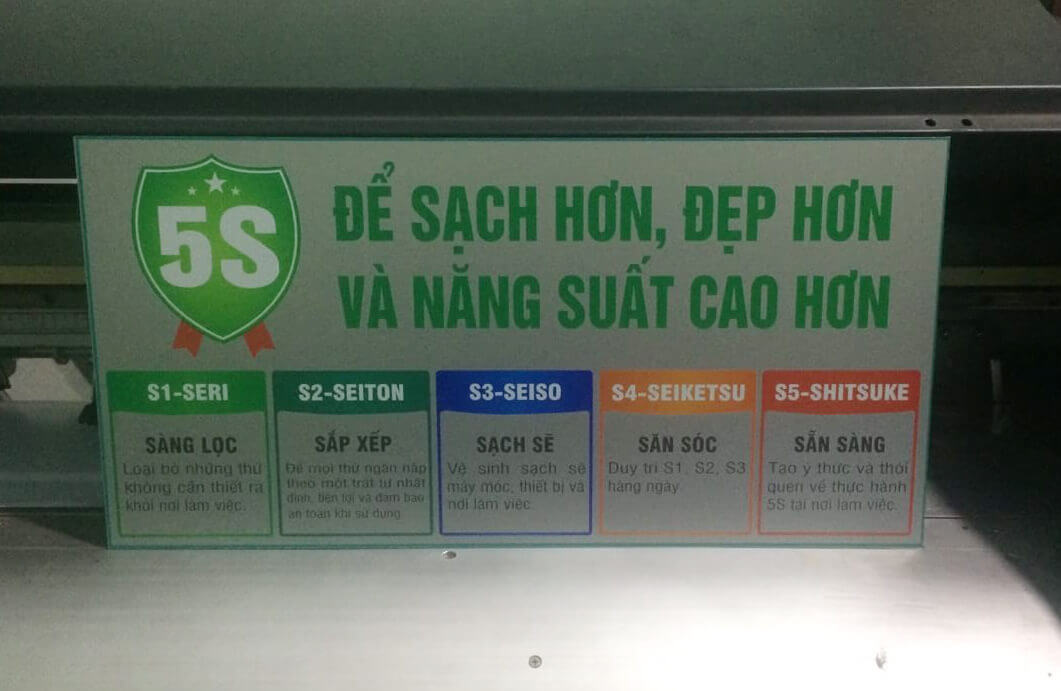 5S
ĐỂ SẠCH HƠN, ĐẸP HƠN
VÀ NĂNG SUẤT CAO HƠN
S1-SERI
SÀNG LỌC
Loại bỏ những thứ
không cần thiết ra
khỏi nơi làm việc.
S2-SEITON
SẮP XẾP
Để mọi thứ ngăn nắp
theo một trật tự nhất
định, tiện lợi và đảm bảo
an toàn khi sử dụng.
S3-SEISO
SẠCH SẼ
Vệ sinh sạch sẽ
máy móc, thiết bị và
nơi làm việc.
S4-SEIKETSU
SĂN SÓC
Duy trì S1, S2, S3
hàng ngày.
S5-SHITSUKE
SẴN SÀNG
Tạo ý thức và thói
quen về thực hành
5S tại nơi làm việc.